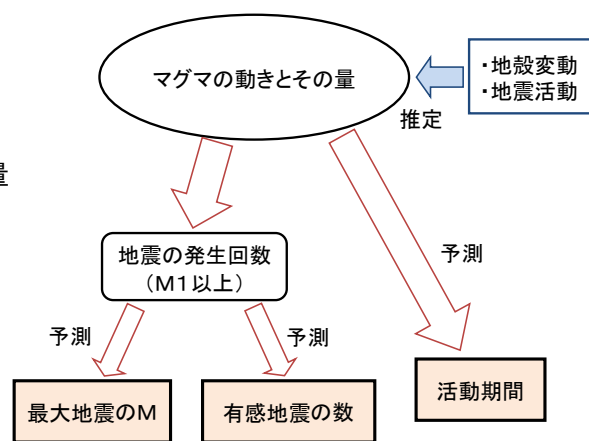 マグマの動きとその量
・地殻変動
・地震活動
推定
量
地震の発生回数
（M1以上）
予測
予測
予測
最大地震のM
有感地震の数
活動期間